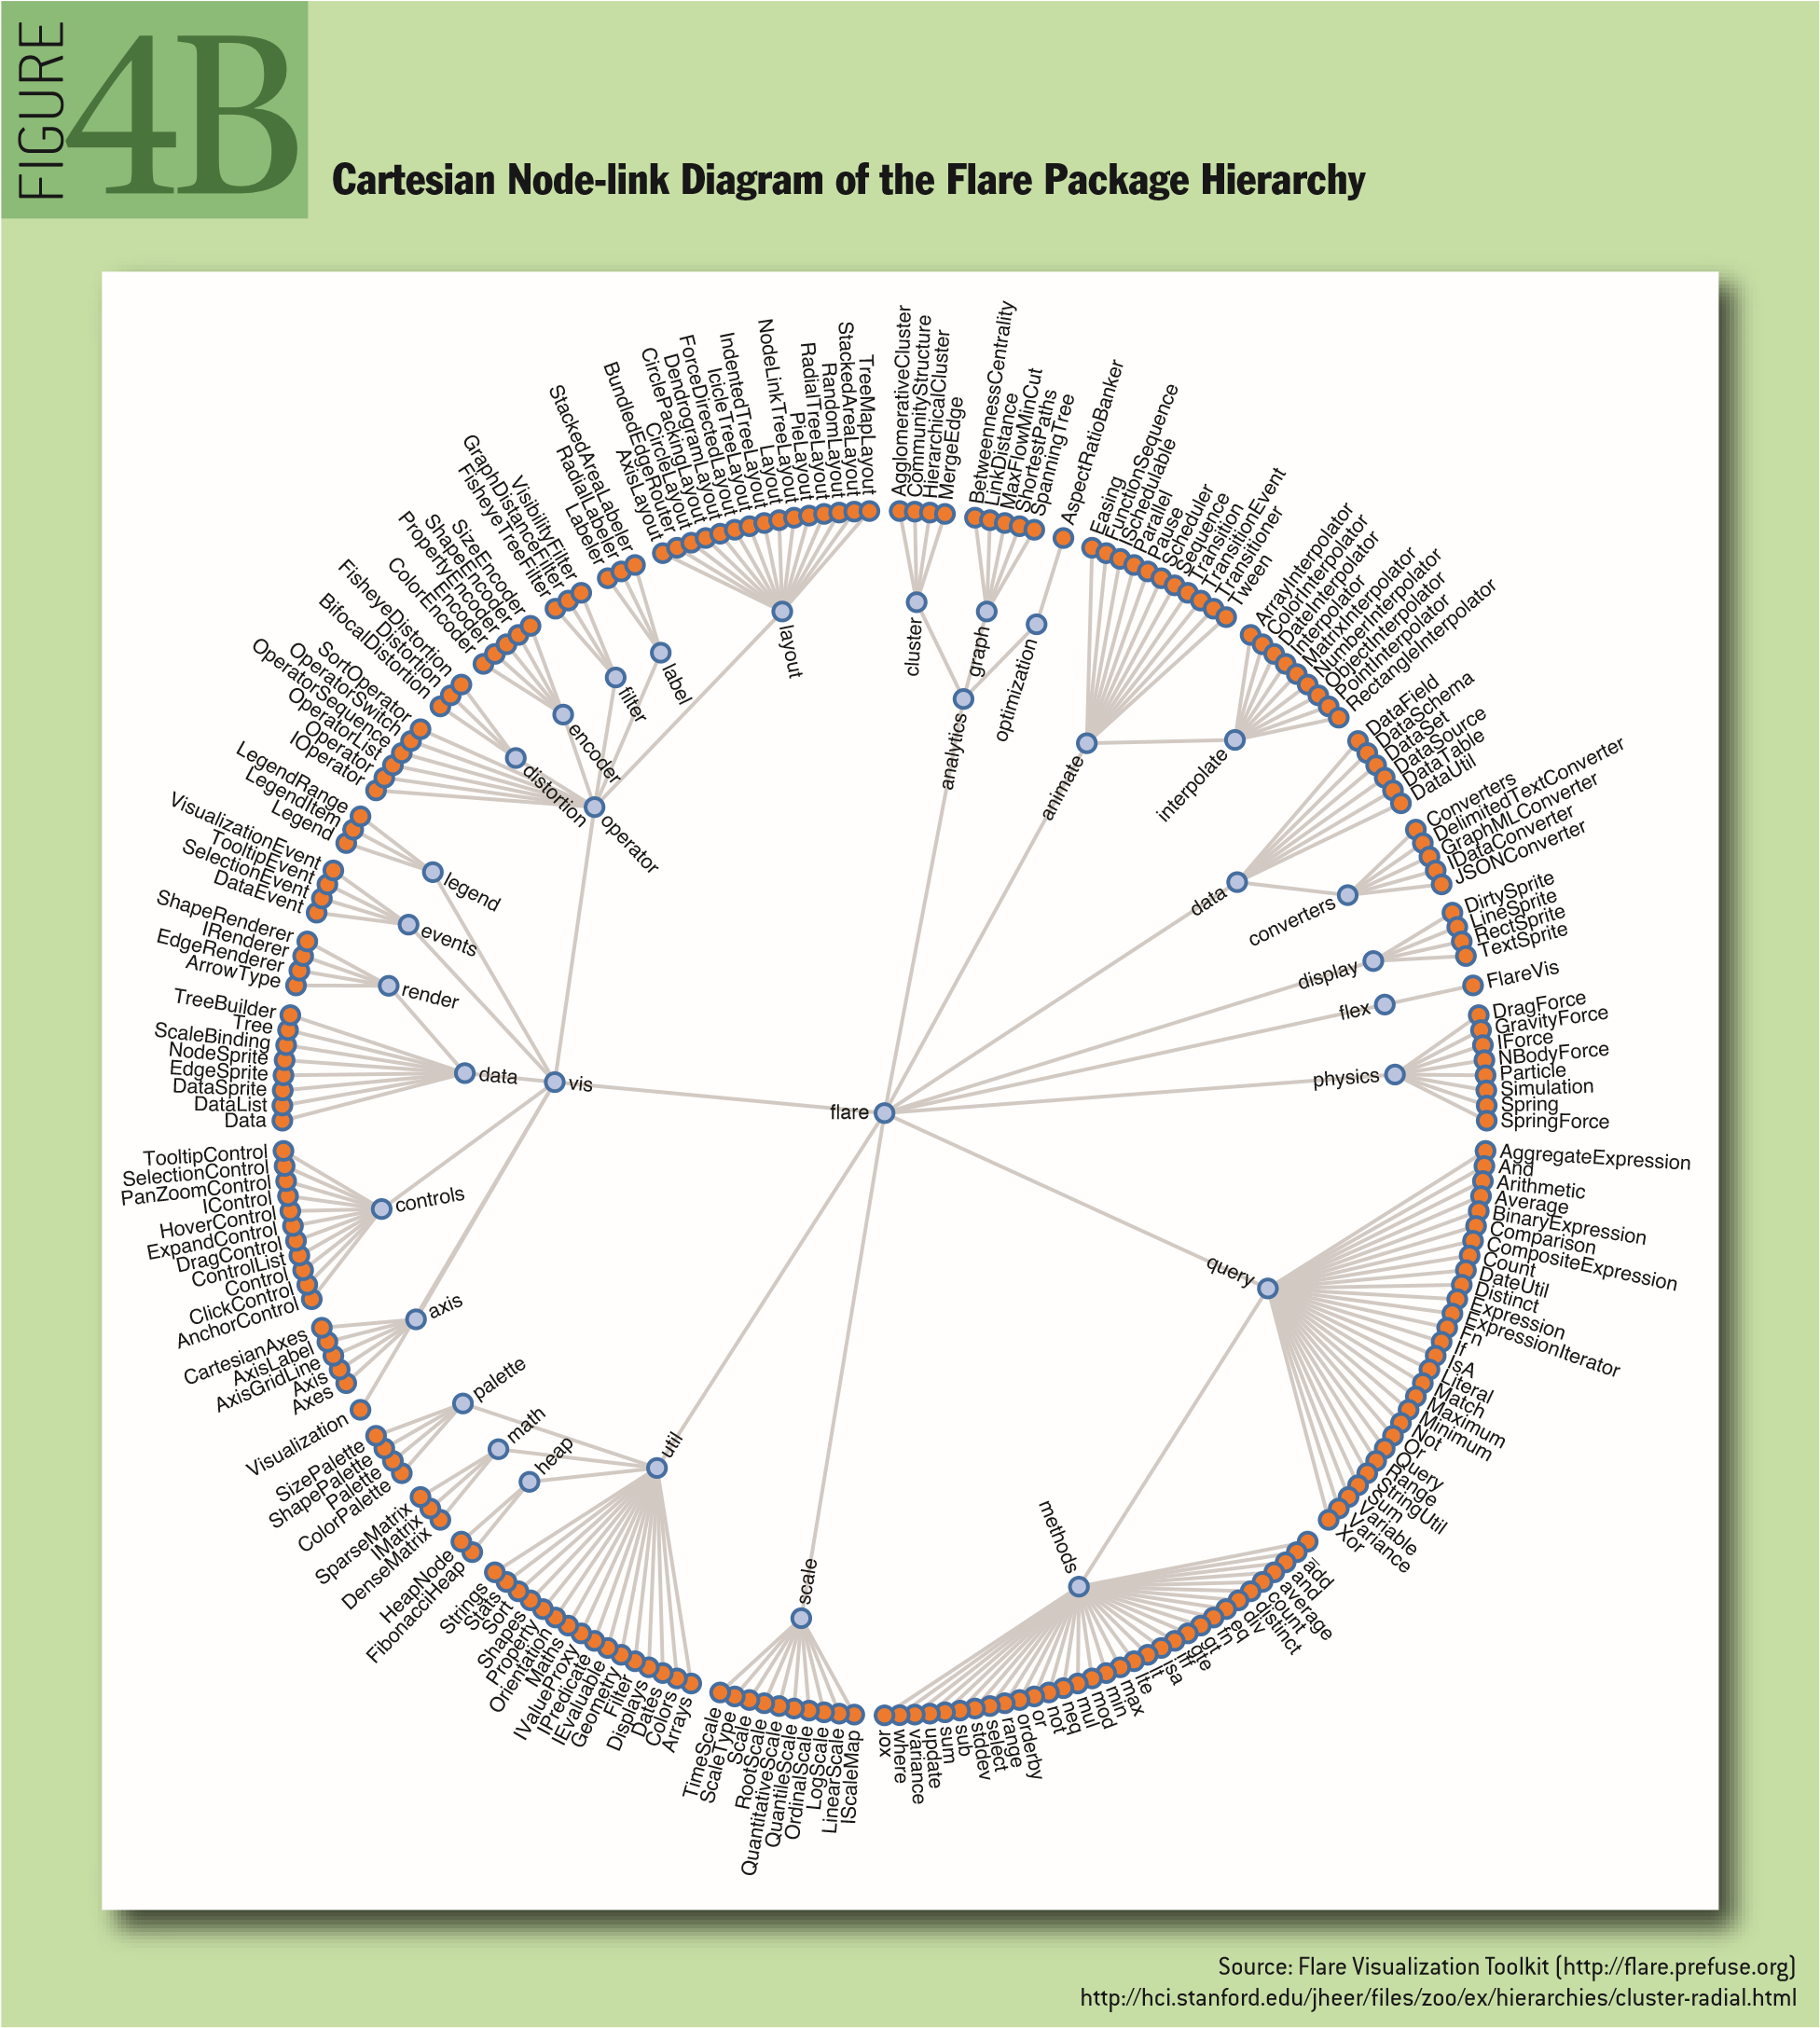 FIGURE
4B
Cartesian Node-link Diagram of the Flare Package Hierarchy
flare
analytics
cluster
AgglomerativeCluster
CommunityStructure
HierarchicalCluster
MergeEdge
graph
BetweennessCentrality
LinkDistance
MaxFlowMinCut
ShortestPaths
SpanningTree
optimization
AspectRatioBanker
animate
Easing
FunctionSequence
ISchedulable
Parallel
Pause
Scheduler
Sequence
Transition
TransitionEvent
Transitioner
Tween
interpolate
ArrayInterpolator
ColorInterpolator
DateInterpolator
Interpolator
MatrixInterpolator
NumberInterpolator
ObjectInterpolator
PointInterpolator
RectangleInterpolator
data
DataField
DataSchema
DataSet
DataSource
DataTable
DataUtil
converters
Converters
DelimitedTextConverter
GraphMLConverter
IDataConverter
JSONConverter
display
DirtySprite
LineSprite
RectSprite
TextSprite
flex
FlareVis
physics
DragForce
GravityForce
IForce
NBodyForce
Particle
Simulation
Spring
SpringForce
query
AggregateExpression
And
Arithmetic
Average
BinaryExpression
Comparison
CompositeExpression
Count
DateUtil
Distinct
Expression
ExpressionIterator
Fn
If
IsA
Literal
Match
Maximum
Minimum
Not
Or
Query
Range
StringUtil
Sum
Variable
Variance
Xor
methods
_
add
and
average
count
distinct
div
eq
fn
gt
gte
iff
isa
lt
lte
max
min
mod
mul
neq
not
or
orderby
range
select
stddev
sub
sum
update
variance
where
xor
scale
IScaleMap
LinearScale
LogScale
OrdinalScale
QuantileScale
QuantitativeScale
RootScale
Scale
ScaleType
TimeScale
util
Arrays
Colors
Dates
Displays
Filter
Geometry
IEvaluable
IPredicate
IValueProxy
Maths
Orientation
Property
Shapes
Sort
Stats
Strings
heap
FibonacciHeap
HeapNode
math
DenseMatrix
IMatrix
SparseMatrix
palette
ColorPalette
Palette
ShapePalette
SizePalette
vis
Visualization
axis
Axes
Axis
AxisGridLine
AxisLabel
CartesianAxes
controls
AnchorControl
ClickControl
Control
ControlList
DragControl
ExpandControl
HoverControl
IControl
PanZoomControl
SelectionControl
TooltipControl
data
Data
DataList
DataSprite
EdgeSprite
NodeSprite
ScaleBinding
Tree
TreeBuilder
render
ArrowType
EdgeRenderer
IRenderer
ShapeRenderer
events
DataEvent
SelectionEvent
TooltipEvent
VisualizationEvent
legend
Legend
LegendItem
LegendRange
operator
IOperator
Operator
OperatorList
OperatorSequence
OperatorSwitch
SortOperator
distortion
BifocalDistortion
Distortion
FisheyeDistortion
encoder
ColorEncoder
Encoder
PropertyEncoder
ShapeEncoder
SizeEncoder
filter
FisheyeTreeFilter
GraphDistanceFilter
VisibilityFilter
label
Labeler
RadialLabeler
StackedAreaLabeler
layout
AxisLayout
BundledEdgeRouter
CircleLayout
CirclePackingLayout
DendrogramLayout
ForceDirectedLayout
IcicleTreeLayout
IndentedTreeLayout
Layout
NodeLinkTreeLayout
PieLayout
RadialTreeLayout
RandomLayout
StackedAreaLayout
TreeMapLayout
Source: Flare Visualization Toolkit (http://flare.prefuse.org)
http://hci.stanford.edu/jheer/files/zoo/ex/hierarchies/cluster-radial.html